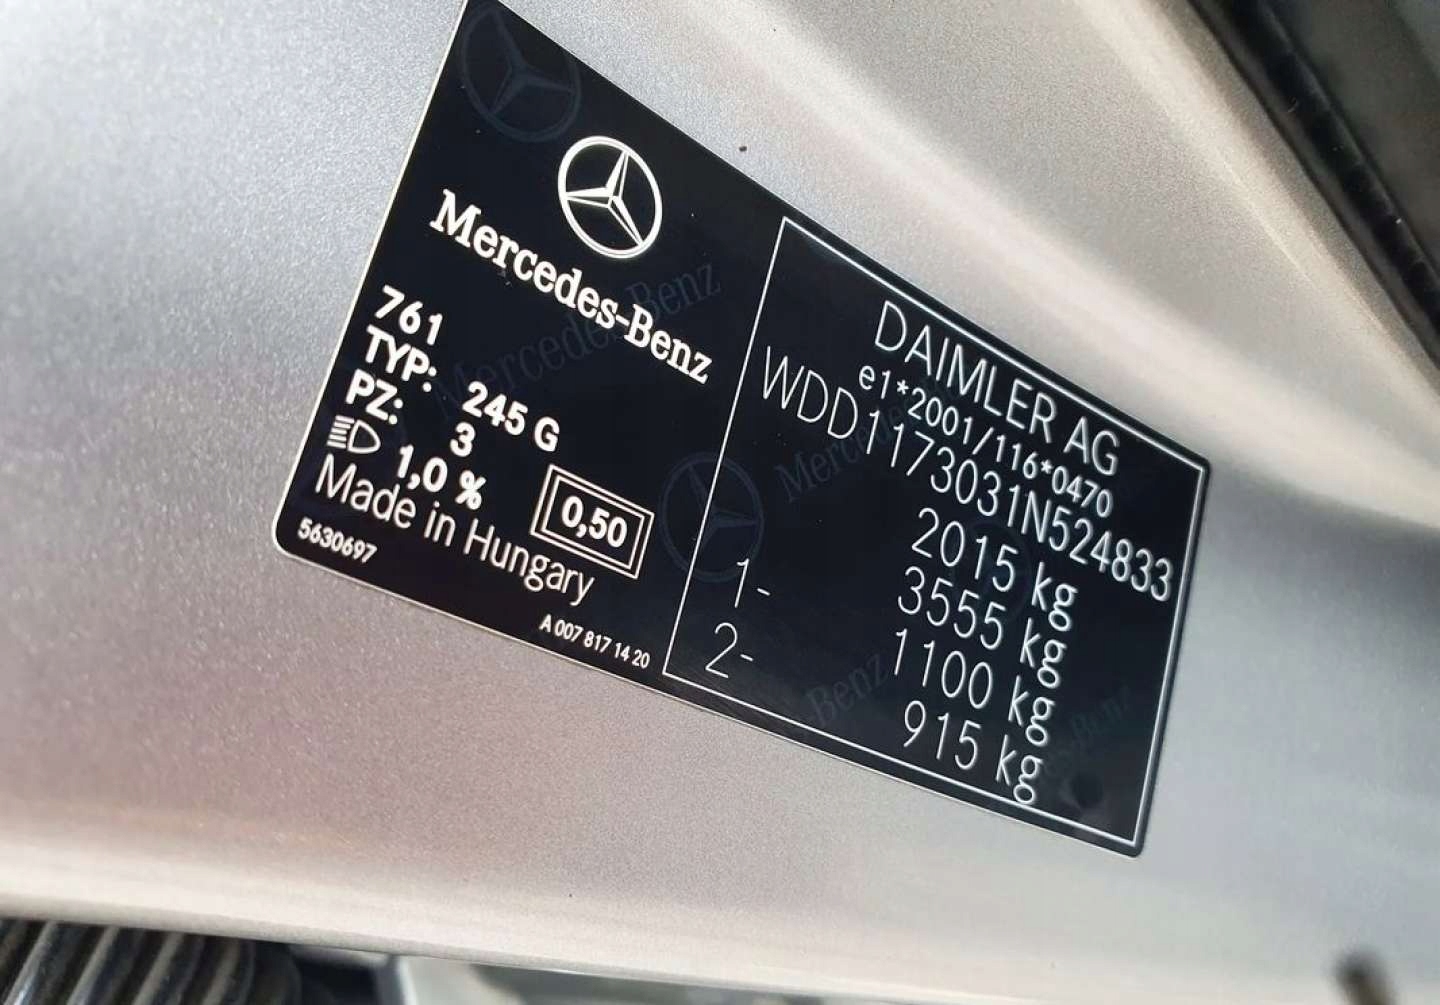 Mercedes-Benz
761
TYP: 245 G
PZ: 3
1,0 %
0,50
Made in Hungary
5630697
A 007 817 14 20
DAIMLER AG
e1*2001/116*0470
WDD1173031N524833
2015 kg
3555 kg
1- 1100 kg
2- 915 kg